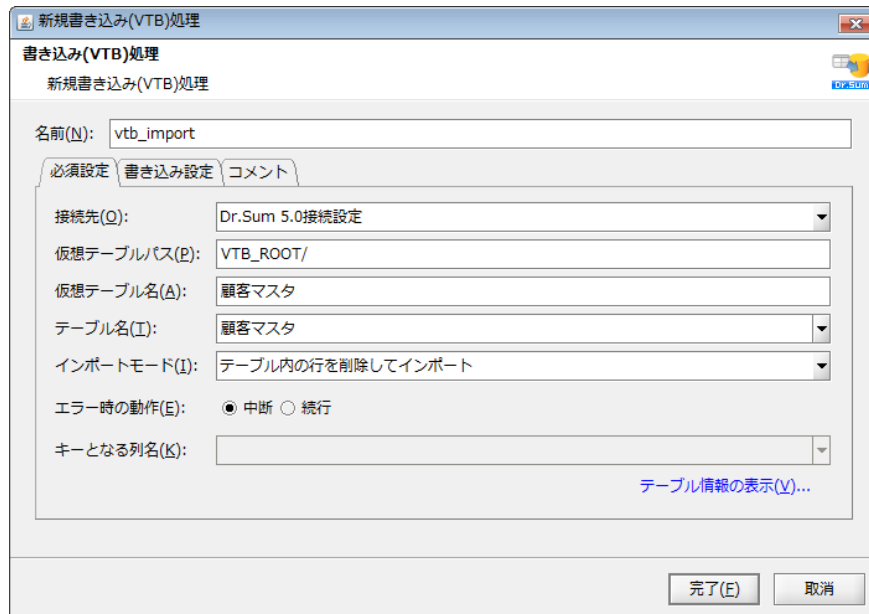 新規書き込み(VTB)処理
書き込み(VTB)処理
新規書き込み(VTB)処理
Dr.Sum
名前(N): vtb_import
必須設定 書き込み設定 コメント
接続先(O): Dr.Sum 5.0接続設定
仮想テーブルパス(P): VTB_ROOT/
仮想テーブル名(A): 顧客マスタ
テーブル名(T): 顧客マスタ
インポートモード(I): テーブル内の行を削除してインポート
エラー時の動作(E): 中断 続行
キーとなる列名(K):
テーブル情報の表示(V)...
完了(F) 取消